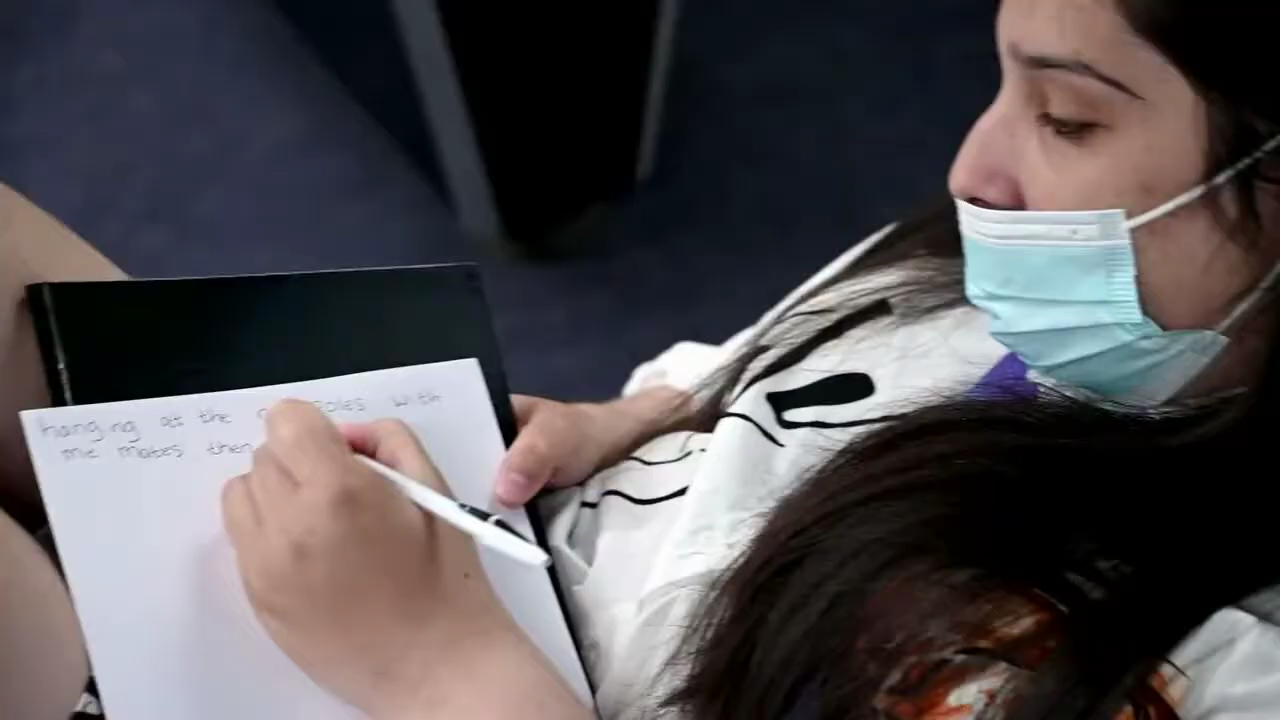 hanging at the with
me mates then